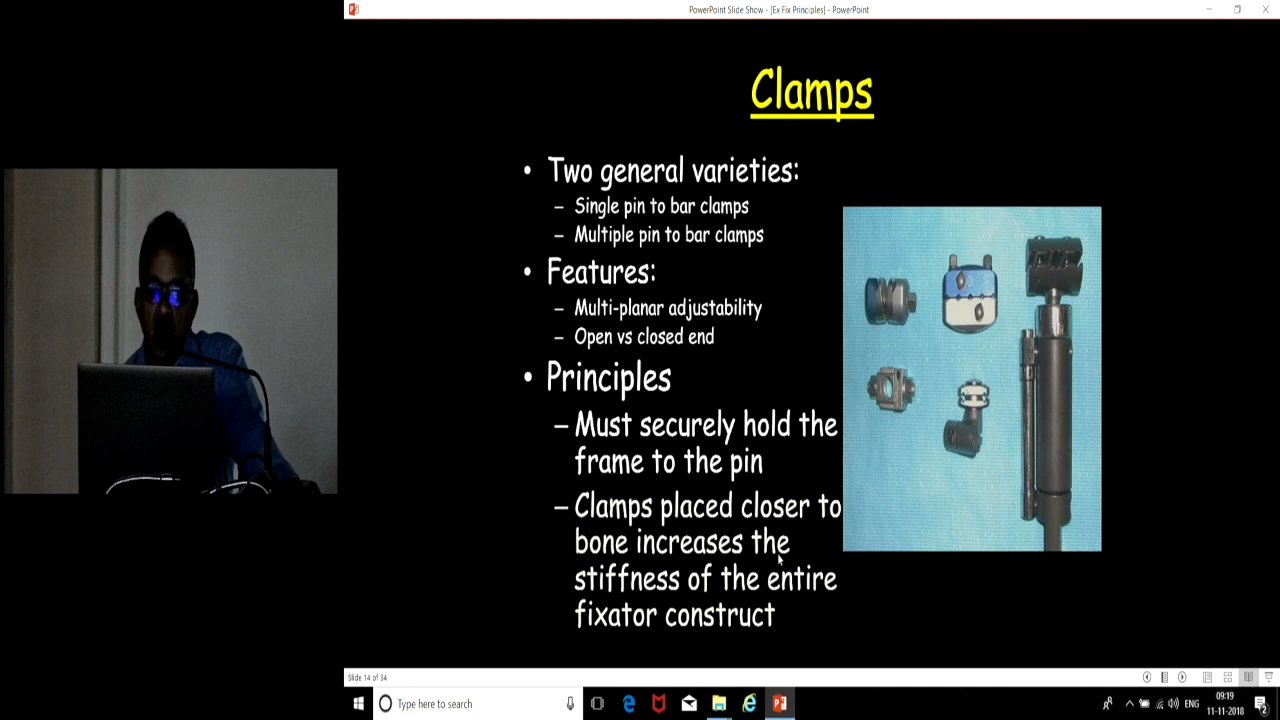 PowerPoint Slide Show - [Ex Fix Principles] - PowerPoint
Clamps
• Two general varieties:
– Single pin to bar clamps
– Multiple pin to bar clamps
• Features:
– Multi-planar adjustability
– Open vs closed end
• Principles
– Must securely hold the
frame to the pin
– Clamps placed closer to
bone increases the
stiffness of the entire
fixator construct
Slide 14 of 34
Type here to search
ENG
09:19
11-11-2018
2